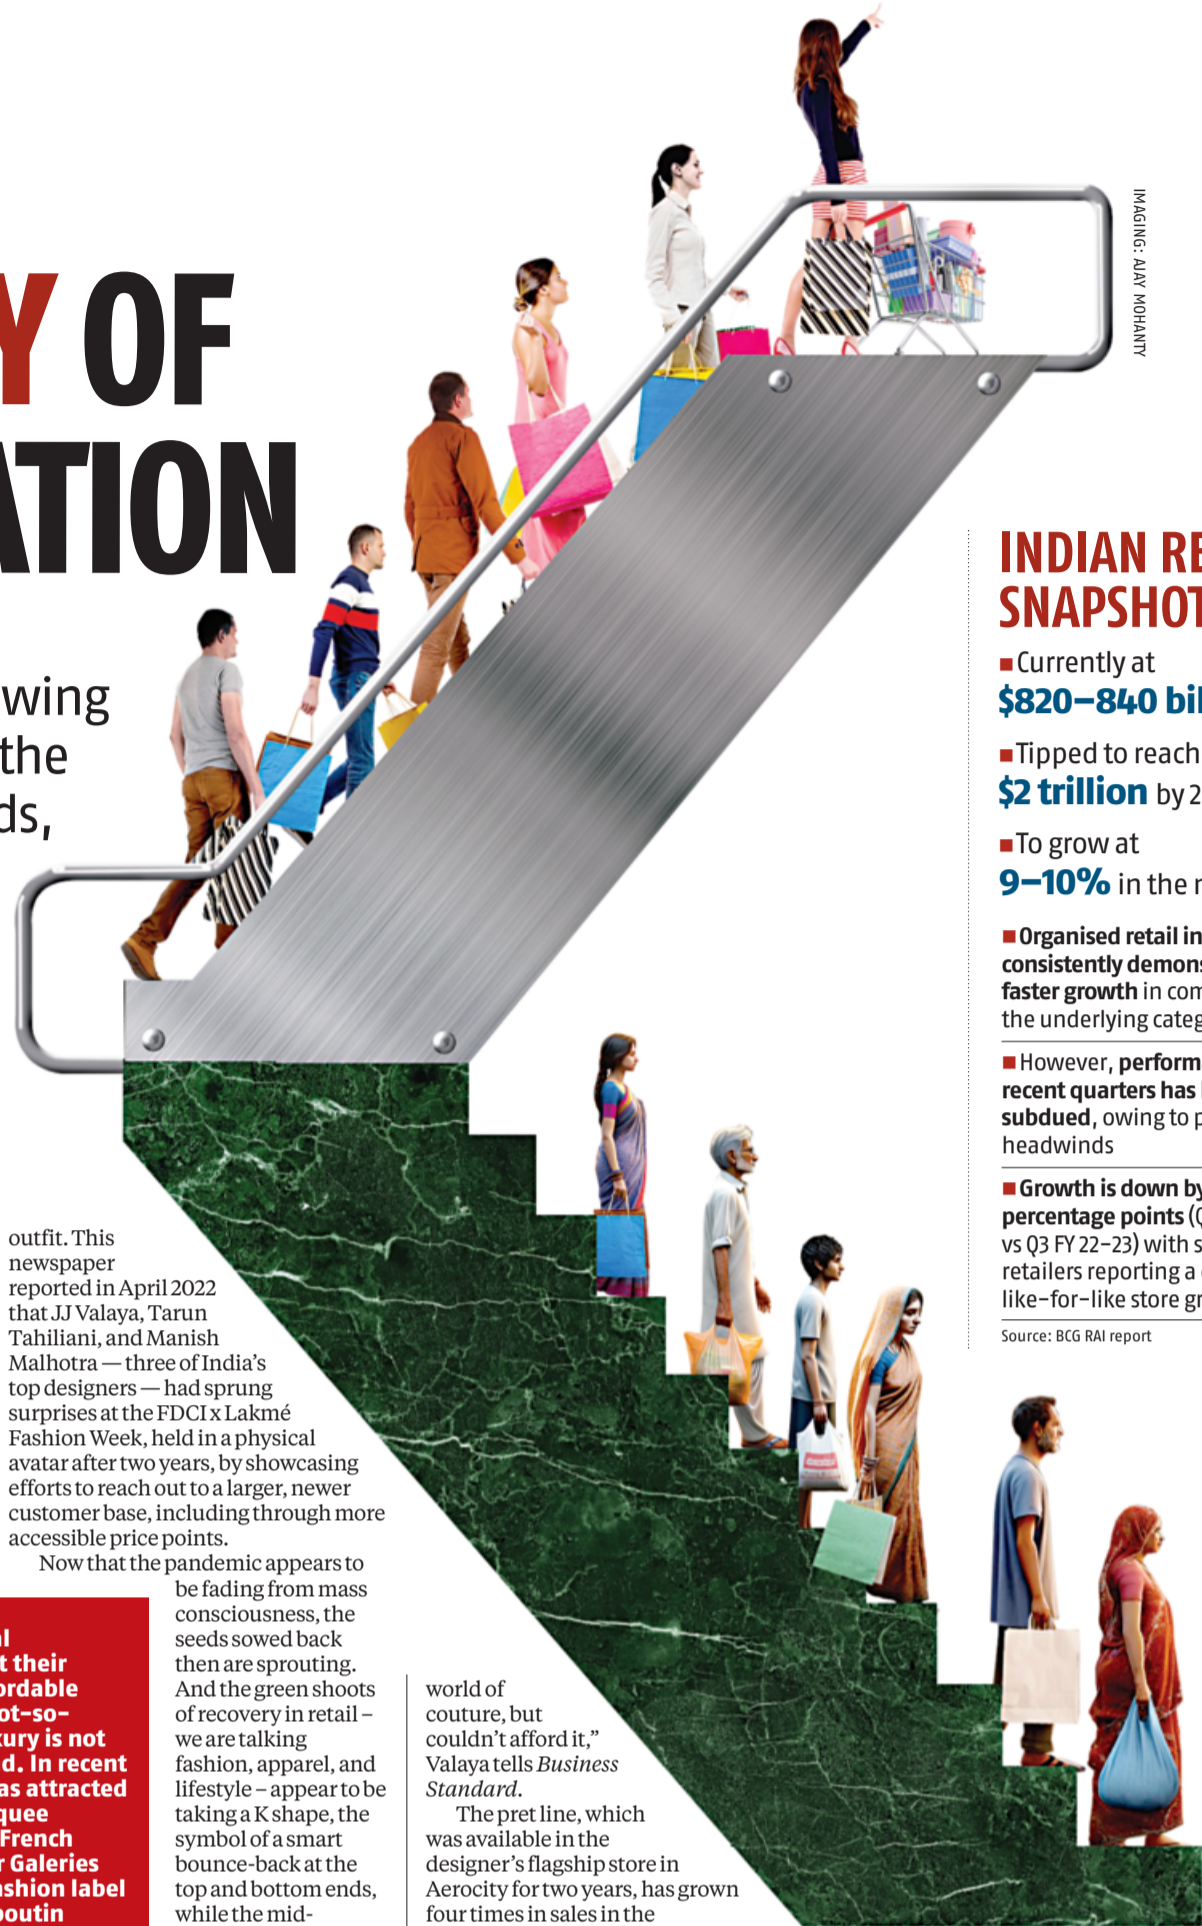 Y OF
ATION
wing
the
ds,
IMAGING: AJAY MOHANTY
outfit. This
newspaper
reported in April 2022
that JJ Valaya, Tarun
Tahiliani, and Manish
Malhotra — three of India’s
top designers — had sprung
surprises at the FDCI x Lakmé
Fashion Week, held in a physical
avatar after two years, by showcasing
efforts to reach out to a larger, newer
customer base, including through more
accessible price points.
Now that the pandemic appears to
be fading from mass
consciousness, the
seeds sowed back
then are sprouting.
And the green shoots
of recovery in retail –
we are talking
fashion, apparel, and
lifestyle – appear to be
taking a K shape, the
symbol of a smart
bounce-back at the
top and bottom ends,
while the mid-
al
t their
ordable
ot-so-
xury is not
d. In recent
as attracted
quee
French
r Galeries
ashion label
boutin
world of
couture, but
couldn’t afford it,”
Valaya tells Business
Standard.
The pret line, which
was available in the
designer’s flagship store in
Aerocity for two years, has grown
four times in sales in the
INDIAN RE
SNAPSHOT
Currently at
$820–840 bil
Tipped to reach
$2 trillion by 2
To grow at
9–10% in the
Organised retail in
consistently demons
faster growth in com
the underlying categ
However, perform
recent quarters has
subdued, owing to p
headwinds
Growth is down by
percentage points (Q
vs Q3 FY 22–23) with s
retailers reporting a
like-for-like store gr
Source: BCG RAI report